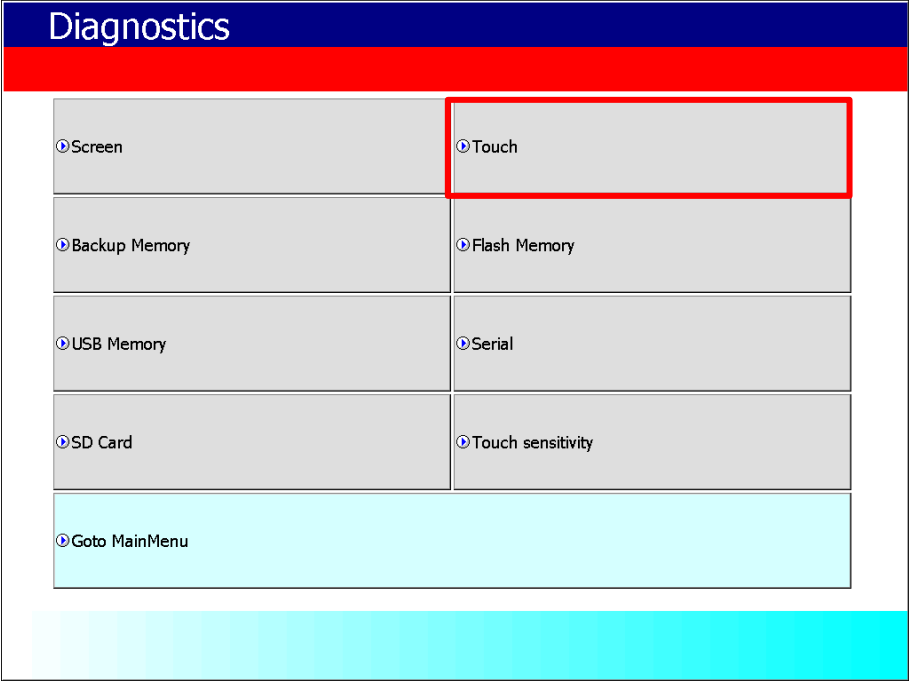 Diagnostics
Screen
Touch
Backup Memory
Flash Memory
USB Memory
Serial
SD Card
Touch sensitivity
Goto MainMenu